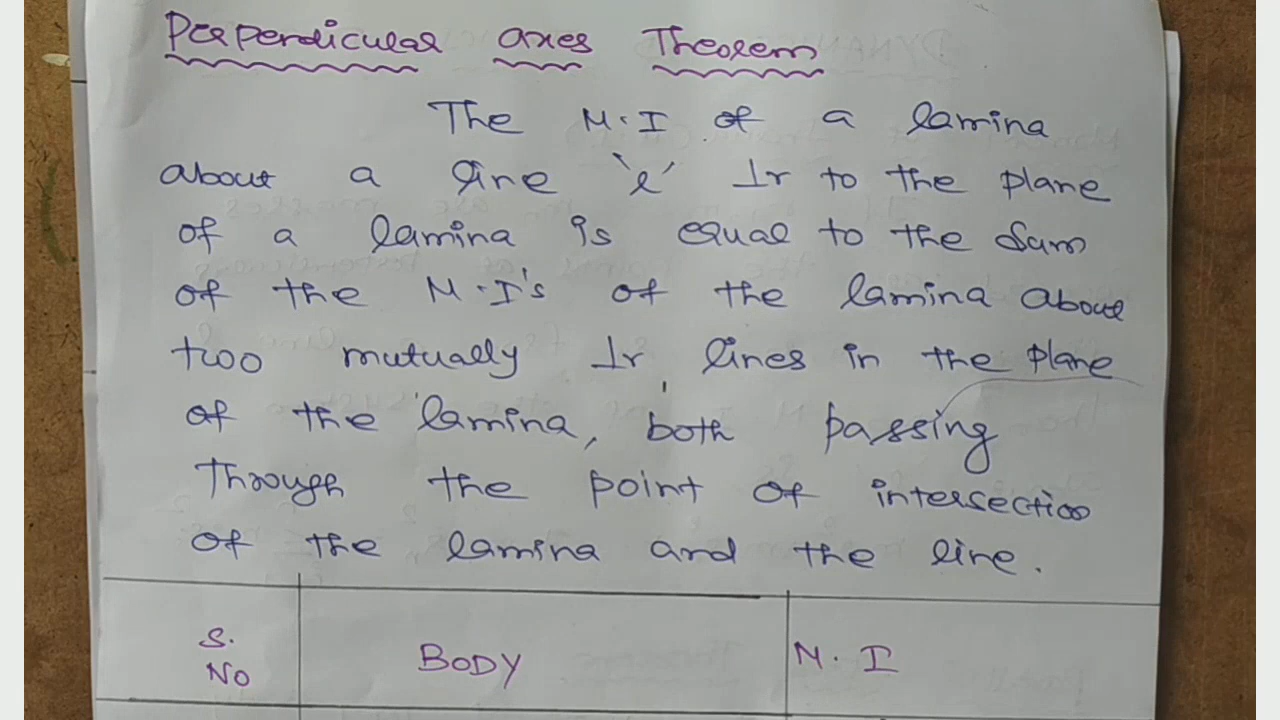 Perpendicular axes Theorem
The M.I of a lamina
about a line 'l' ⊥r to the plane
of a lamina is equal to the Sum
of the M.I's of the lamina about
two mutually ⊥r lines in the plane
of the lamina, both passing
Through the point of intersection
of the lamina and the line.
S.
No
BODY
M. I